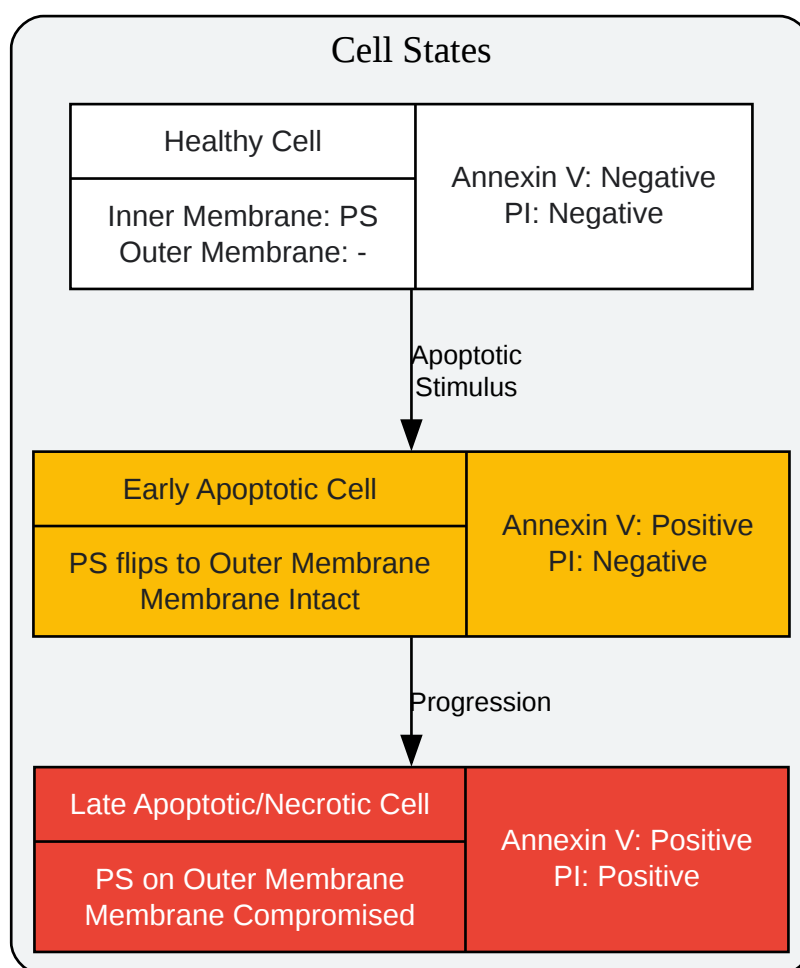 Cell States
Healthy Cell
Inner Membrane: PS
Outer Membrane: -
Annexin V: Negative
PI: Negative
Apoptotic
Stimulus
Early Apoptotic Cell
PS flips to Outer Membrane
Membrane Intact
Annexin V: Positive
PI: Negative
Progression
Late Apoptotic/Necrotic Cell
PS on Outer Membrane
Membrane Compromised
Annexin V: Positive
PI: Positive